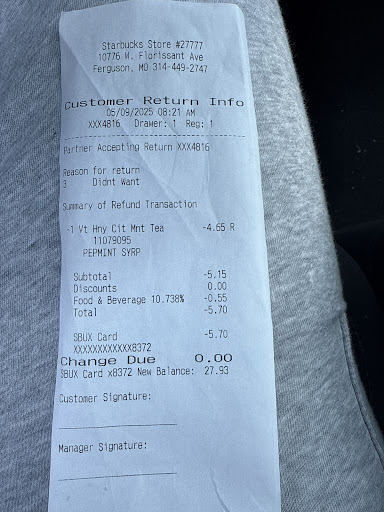 Starbucks Store #27777
10776 W. Florissant Ave
Ferguson, MO 314-449-2747
Customer Return Info
05/09/2025 08:21 AM
XXX4816 Drawer: 1 Reg: 1
Partner Accepting Return XXX4816
Reason for return
3 Didnt Want
Summary of Refund Transaction
-1 Vt Hny Cit Mnt Tea -4.65 R
11079095
PEPMINT SYRP
Subtotal -5.15
Discounts 0.00
Food & Beverage 10.738% -0.55
Total -5.70
SBUX Card -5.70
XXXXXXXXXXXX8372
Change Due 0.00
SBUX Card x8372 New Balance: 27.93
Customer Signature:
Manager Signature: